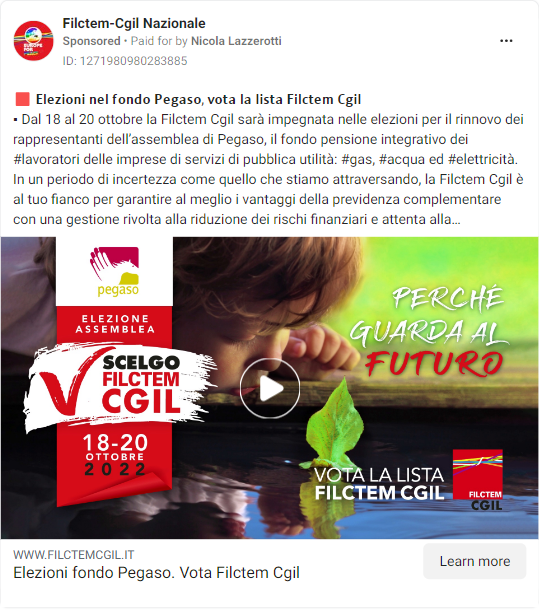 Filctem-Cgil Nazionale
Sponsored • Paid for by Nicola Lazzerotti
ID: 1271980980283885
🟥 Elezioni nel fondo Pegaso, vota la lista Filctem Cgil
▪ Dal 18 al 20 ottobre la Filctem Cgil sarà impegnata nelle elezioni per il rinnovo dei
rappresentanti dell'assemblea di Pegaso, il fondo pensione integrativo dei
#lavoratori delle imprese di servizi di pubblica utilità: #gas, #acqua ed #elettricità.
In un periodo di incertezza come quello che stiamo attraversando, la Filctem Cgil è
al tuo fianco per garantire al meglio i vantaggi della previdenza complementare
con una gestione rivolta alla riduzione dei rischi finanziari e attenta alla…
pegaso
ELEZIONE
ASSEMBLEA
SCELGO
FILCTEM
CGIL
18-20
OTTOBRE
2022
PERCHÉ
GUARDA AL
FUTURO
VOTA LA LISTA
FILCTEM CGIL
FILCTEM
CGIL
WWW.FILCTEMCGIL.IT
Elezioni fondo Pegaso. Vota Filctem Cgil
Learn more